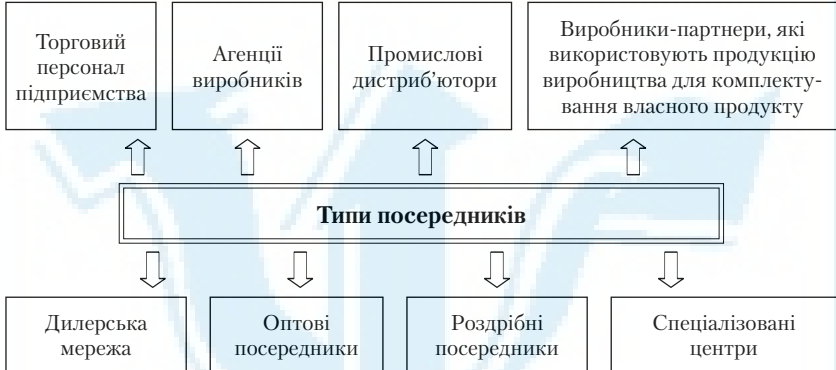 Торговий
персонал
підприємства
Агенції
виробників
Промислові
дистриб’ютори
Виробники-партнери, які
використовують продукцію
виробництва для комплекту-
вання власного продукту
Типи посередників
Дилерська
мережа
Оптові
посередники
Роздрібні
посередники
Спеціалізовані
центри